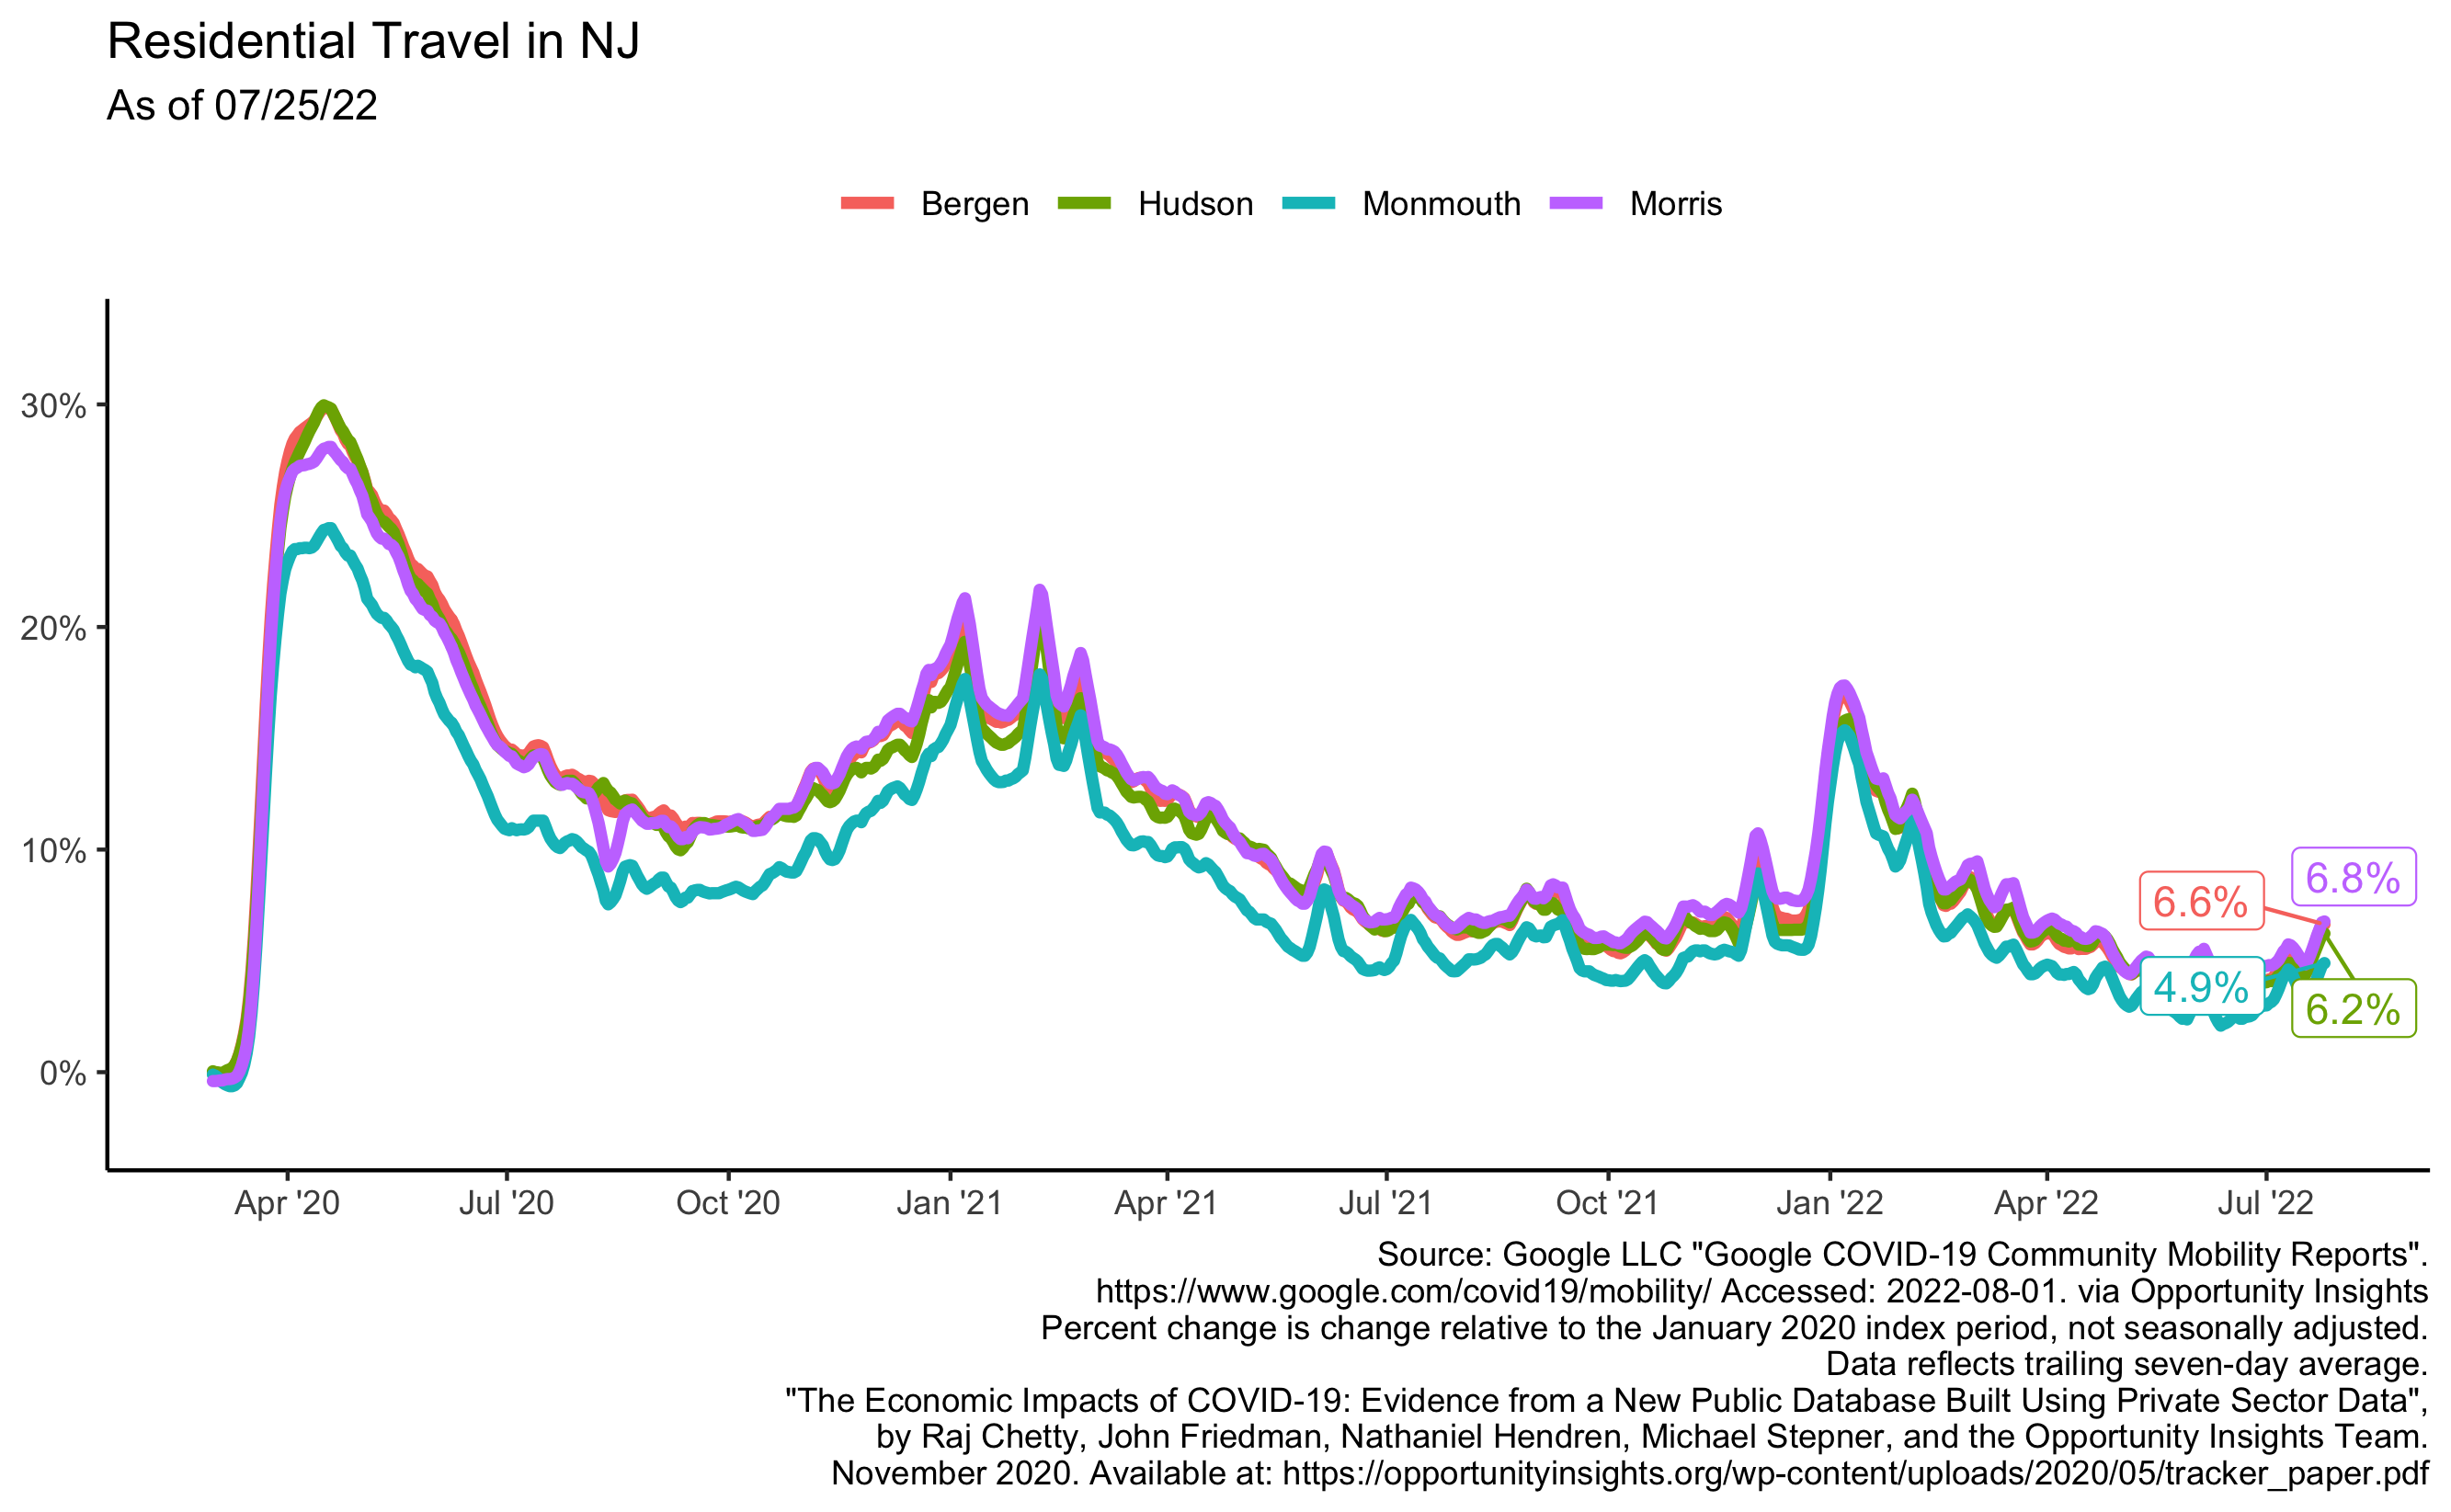 Residential Travel in NJ
As of 07/25/22
Bergen Hudson Monmouth Morris
30%
20%
10%
0%
6.8%
6.6%
4.9%
6.2%
Apr '20 Jul '20 Oct '20 Jan '21 Apr '21 Jul '21 Oct '21 Jan '22 Apr '22 Jul '22
Source: Google LLC "Google COVID-19 Community Mobility Reports".
https://www.google.com/covid19/mobility/ Accessed: 2022-08-01. via Opportunity Insights
Percent change is change relative to the January 2020 index period, not seasonally adjusted.
Data reflects trailing seven-day average.
"The Economic Impacts of COVID-19: Evidence from a New Public Database Built Using Private Sector Data",
by Raj Chetty, John Friedman, Nathaniel Hendren, Michael Stepner, and the Opportunity Insights Team.
November 2020. Available at: https://opportunityinsights.org/wp-content/uploads/2020/05/tracker_paper.pdf